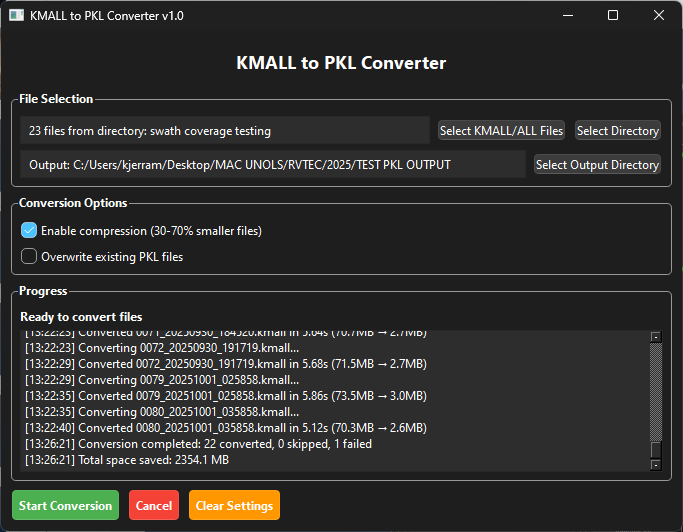 KMALL to PKL Converter v1.0
KMALL to PKL Converter
File Selection
23 files from directory: swath coverage testing
Select KMALL/ALL Files
Select Directory
Output: C:/Users/kjerram/Desktop/MAC UNOLS/RVTEC/2025/TEST PKL OUTPUT
Select Output Directory
Conversion Options
Enable compression (30-70% smaller files)
Overwrite existing PKL files
Progress
Ready to convert files
[13:22:23] Converted 0071_20250930_184520.kmall in 5.64s (70.7MB → 2.7MB)
[13:22:23] Converting 0072_20250930_191719.kmall...
[13:22:29] Converted 0072_20250930_191719.kmall in 5.68s (71.5MB → 2.7MB)
[13:22:29] Converting 0079_20251001_025858.kmall...
[13:22:35] Converted 0079_20251001_025858.kmall in 5.86s (73.5MB → 3.0MB)
[13:22:35] Converting 0080_20251001_035858.kmall...
[13:22:40] Converted 0080_20251001_035858.kmall in 5.12s (70.3MB → 2.6MB)
[13:26:21] Conversion completed: 22 converted, 0 skipped, 1 failed
[13:26:21] Total space saved: 2354.1 MB
Start Conversion
Cancel
Clear Settings